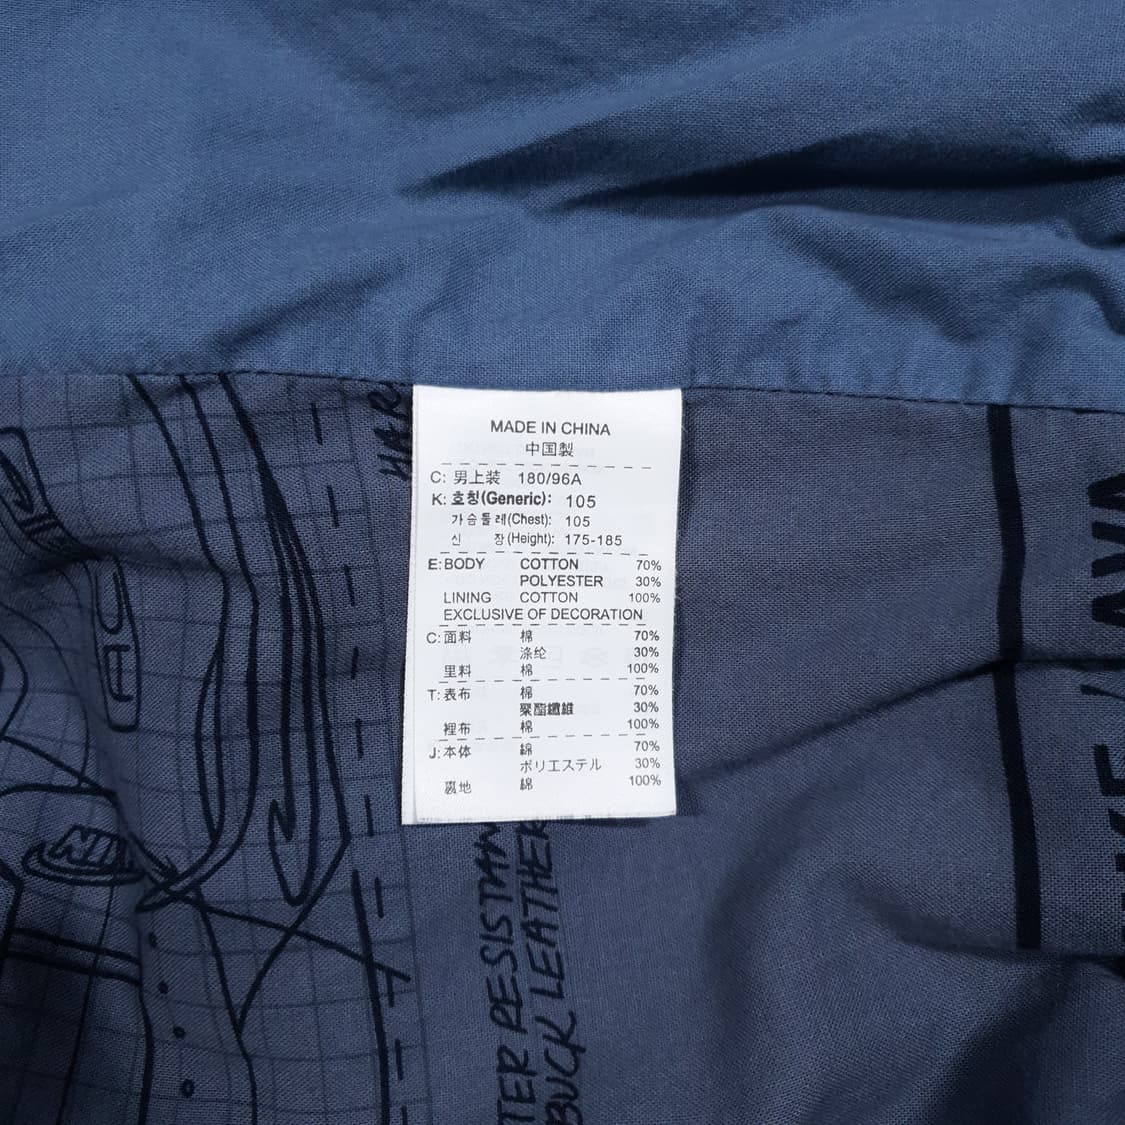 MADE IN CHINA
中国製
C: 男上装 180/96A
K: 호칭(Generic): 105
가슴둘레(Chest): 105
신 장(Height): 175-185
E: BODY COTTON 70%
POLYESTER 30%
LINING COTTON 100%
EXCLUSIVE OF DECORATION
C: 面料 棉 70%
涤纶 30%
里料 棉 100%
T: 表布 棉 70%
聚酯纖維 30%
裡布 棉 100%
J: 本体 綿 70%
ポリエステル 30%
裏地 綿 100%
HAR
TER RESISTAN
BUCK LEATHER